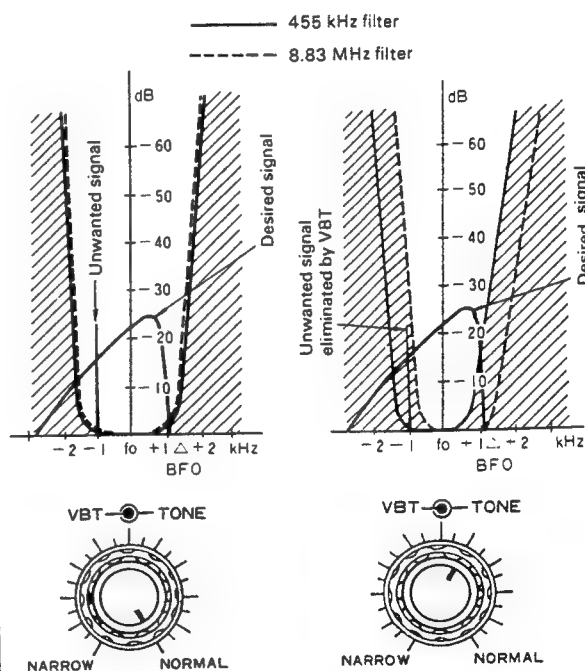 455 kHz filter
8.83 MHz filter
dB
Unwanted signal
Desired signal
−60
−50
−40
−30
−20
−10
−2 −1 fo +1 △ +2 kHz
BFO
VBT TONE
NARROW NORMAL
dB
Unwanted signal
eliminated by VBT
Desired signal
−60
−50
−40
−30
−20
−10
−2 −1 fo +1 △ +2 kHz
BFO
VBT TONE
NARROW NORMAL